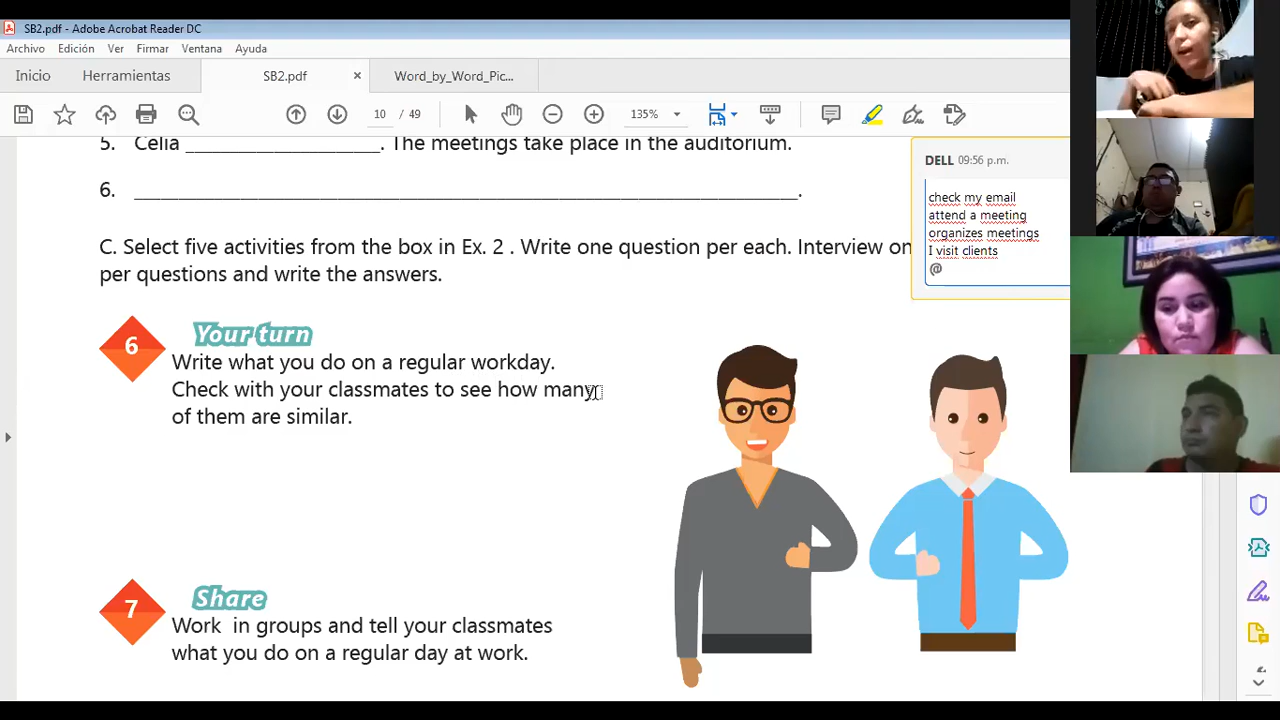 SB2.pdf - Adobe Acrobat Reader DC
Archivo Edición Ver Firmar Ventana Ayuda
Inicio Herramientas SB2.pdf × Word_by_Word_Pic...
10 / 49 135%
5. Celia ____________________. The meetings take place in the auditorium.
6. ____________________________________________________________________.
C. Select five activities from the box in Ex. 2 . Write one question per each. Interview on
per questions and write the answers.
DELL 09:56 p.m.
check my email
attend a meeting
organizes meetings
I visit clients
@
6 Your turn
Write what you do on a regular workday.
Check with your classmates to see how many
of them are similar.
7 Share
Work in groups and tell your classmates
what you do on a regular day at work.